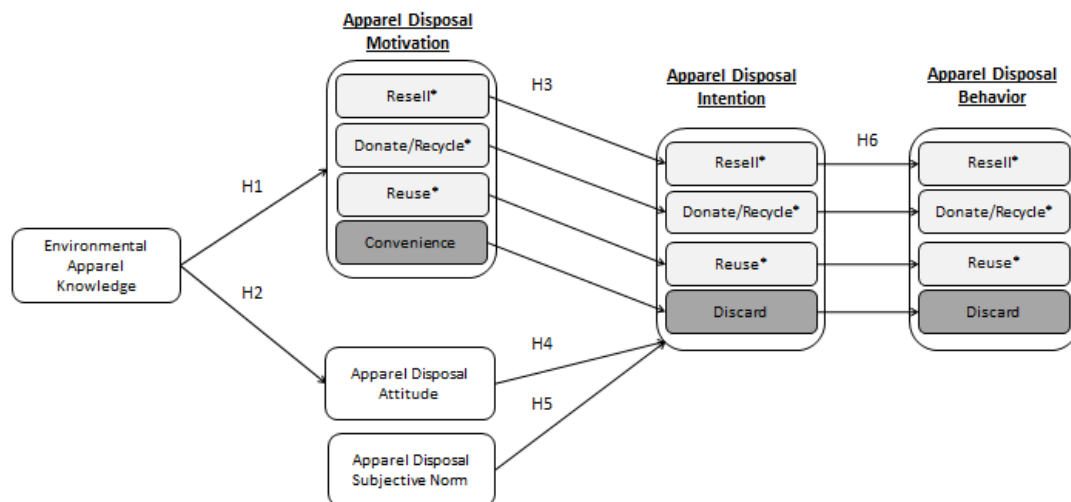 Apparel Disposal
Motivation
Resell*
Donate/Recycle*
Reuse*
Convenience
H1
H2
Environmental
Apparel
Knowledge
Apparel Disposal
Attitude
Apparel Disposal
Subjective Norm
H3
H4
H5
Apparel Disposal
Intention
Resell*
Donate/Recycle*
Reuse*
Discard
H6
Apparel Disposal
Behavior
Resell*
Donate/Recycle*
Reuse*
Discard